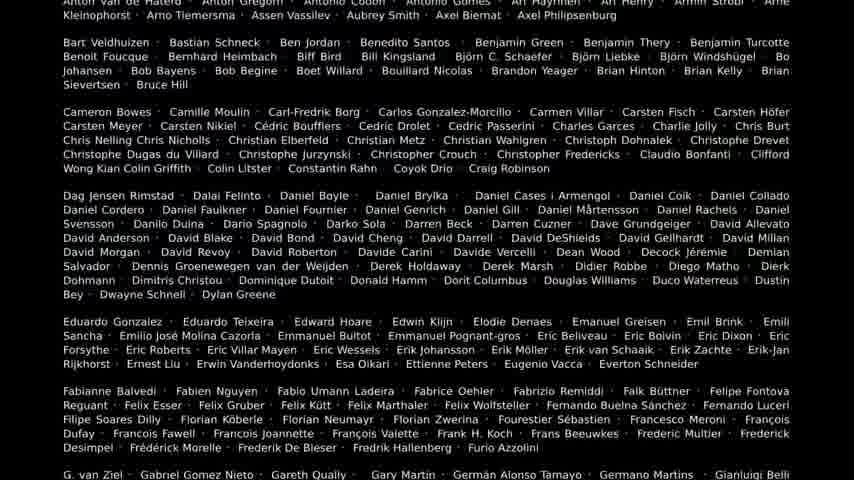 Anton Van de Haterd · Anton Gregorn · Antonio Codon · Antonio Gomes · Ari Häyrinen · Ari Henry · Armin Strobl · Arne
Kleinophorst · Arno Tiemersma · Assen Vassilev · Aubrey Smith · Axel Biernat · Axel Philipsenburg
Bart Veldhuizen · Bastian Schneck · Ben Jordan · Benedito Santos · Benjamin Green · Benjamin Thery · Benjamin Turcotte
Benoit Foucque · Bernhard Heimbach · Biff Bird · Bill Kingsland · Björn C. Schaefer · Björn Liebke · Björn Windshügel · Bo
Johansen · Bob Bayens · Bob Begine · Boet Willard · Bouillard Nicolas · Brandon Yeager · Brian Hinton · Brian Kelly · Brian
Sievertsen · Bruce Hill
Cameron Bowes · Camille Moulin · Carl-Fredrik Borg · Carlos Gonzalez-Morcillo · Carmen Villar · Carsten Fisch · Carsten Höfer
Carsten Meyer · Carsten Nikiel · Cédric Boufflers · Cedric Drolet · Cedric Passerini · Charles Garces · Charlie Jolly · Chris Burt
Chris Nelling Chris Nicholls · Christian Elberfeld · Christian Metz · Christian Wahlgren · Christoph Dohnalek · Christophe Drevet
Christophe Dugas du Villard · Christophe Jurzynski · Christopher Crouch · Christopher Fredericks · Claudio Bonfanti · Clifford
Wong Kian Colin Griffith · Colin Litster · Constantin Rahn · Coyok Drio · Craig Robinson
Dag Jensen Rimstad · Dalai Felinto · Daniel Boyle · Daniel Brylka · Daniel Cases i Armengol · Daniel Coik · Daniel Collado
Daniel Cordero · Daniel Faulkner · Daniel Fournier · Daniel Genrich · Daniel Gill · Daniel Mårtensson · Daniel Rachels · Daniel
Svensson · Danilo Duina · Dario Spagnolo · Darko Sola · Darren Beck · Darren Cuzner · Dave Grundgeiger · David Allevato
David Anderson · David Blake · David Bond · David Cheng · David Darrell · David DeShields · David Gellhardt · David Millan
David Morgan · David Revoy · David Roberton · Davide Carini · Davide Vercelli · Dean Wood · Decock Jérémie · Demian
Salvador · Dennis Groenewegen van der Weijden · Derek Holdaway · Derek Marsh · Didier Robbe · Diego Matho · Dierk
Dohmann · Dimitris Christou · Dominique Dutoit · Donald Hamm · Dorit Columbus · Douglas Williams · Duco Waterreus · Dustin
Bey · Dwayne Schnell · Dylan Greene
Eduardo Gonzalez · Eduardo Teixeira · Edward Hoare · Edwin Klijn · Elodie Denaes · Emanuel Greisen · Emil Brink · Emili
Sancha · Emilio José Molina Cazorla · Emmanuel Bultot · Emmanuel Pognant-gros · Eric Beliveau · Eric Boivin · Eric Dixon · Eric
Forsythe · Eric Roberts · Eric Villar Mayen · Eric Wessels · Erik Johansson · Erik Möller · Erik van Schaaik · Erik Zachte · Erik-Jan
Rijkhorst · Ernest Liu · Erwin Vanderhoydonks · Esa Oikari · Ettienne Peters · Eugenio Vacca · Everton Schneider
Fabianne Balvedi · Fabien Nguyen · Fabio Umann Ladeira · Fabrice Oehler · Fabrizio Remiddi · Falk Büttner · Felipe Fontova
Reguant · Felix Esser · Felix Gruber · Felix Kütt · Felix Marthaler · Felix Wolfsteller · Fernando Buelna Sánchez · Fernando Luceri
Filipe Soares Dilly · Florian Köberle · Florian Neumayr · Florian Zwerina · Fourestier Sébastien · Francesco Meroni · François
Dufay · Francois Fawell · Francois Joannette · François Valette · Frank H. Koch · Frans Beeuwkes · Frederic Multier · Frederick
Desimpel · Frédérick Morelle · Frederik De Bleser · Fredrik Hallenberg · Furio Azzolini
G. van Ziel · Gabriel Gomez Nieto · Gareth Qually · Gary Martin · Germán Alonso Tamayo · Germano Martins · Gianluigi Belli